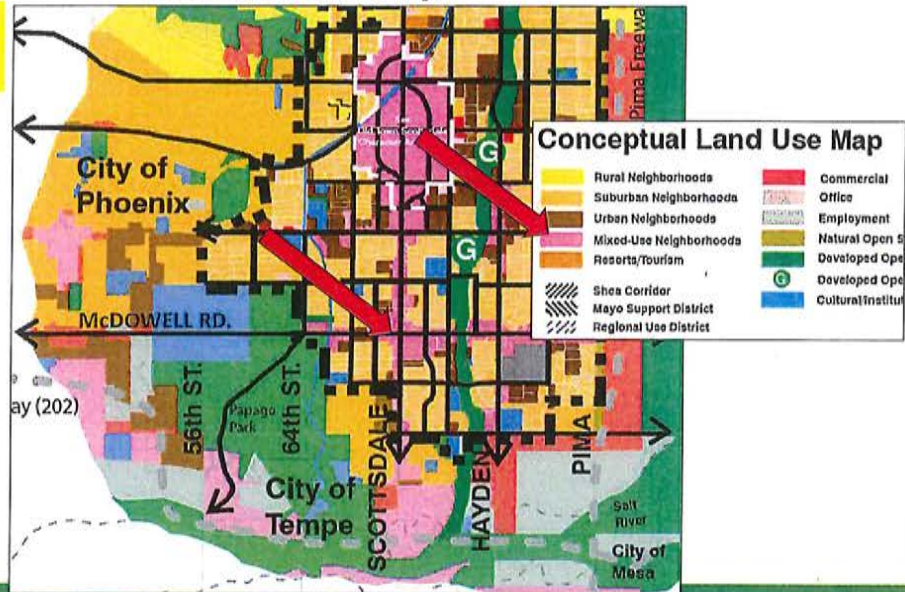 Pima Freewa
Conceptual Land Use Map
Rural Neighborhoods
Suburban Neighborhoods
Urban Neighborhoods
Mixed-Use Neighborhoods
Resorts/Tourism
Shea Corridor
Mayo Support District
Regional Use District
Commercial
Office
Employment
Natural Open S
Developed Ope
G Developed Ope
Cultural/Institut
G
G
City of
Phoenix
McDOWELL RD.
56th ST.
64th ST.
ay (202)
Papago
Park
SCOTTSDALE
HAYDEN
PIMA
City of
Tempe
Salt
River
City of
Mesa